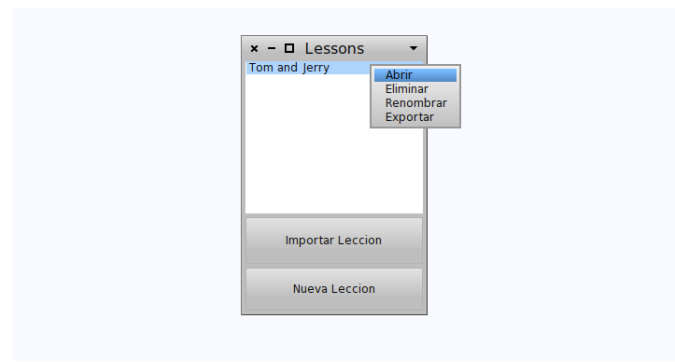 Lessons
Tom and Jerry
Abrir
Eliminar
Renombrar
Exportar
Importar Leccion
Nueva Leccion